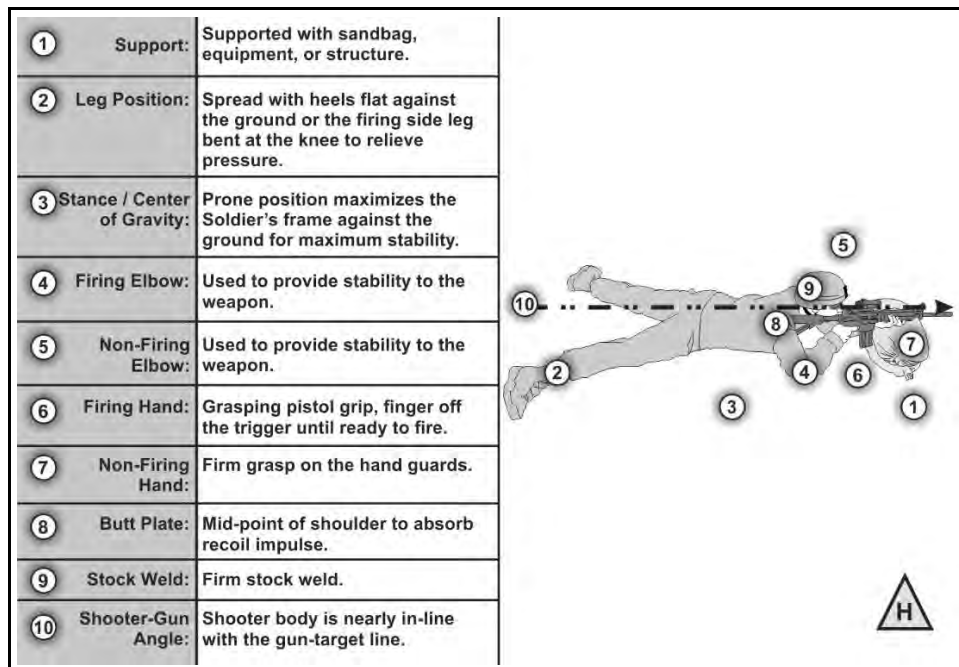 1 Support: Supported with sandbag,
equipment, or structure.
2 Leg Position: Spread with heels flat against
the ground or the firing side leg
bent at the knee to relieve
pressure.
3 Stance / Center
of Gravity:
Prone position maximizes the
Soldier's frame against the
ground for maximum stability.
4 Firing Elbow: Used to provide stability to the
weapon.
5 Non-Firing
Elbow:
Used to provide stability to the
weapon.
6 Firing Hand: Grasping pistol grip, finger off
the trigger until ready to fire.
7 Non-Firing
Hand:
Firm grasp on the hand guards.
8 Butt Plate: Mid-point of shoulder to absorb
recoil impulse.
9 Stock Weld: Firm stock weld.
10 Shooter-Gun
Angle:
Shooter body is nearly in-line
with the gun-target line.
5
9
10
8
7
2
4
6
3
1
H